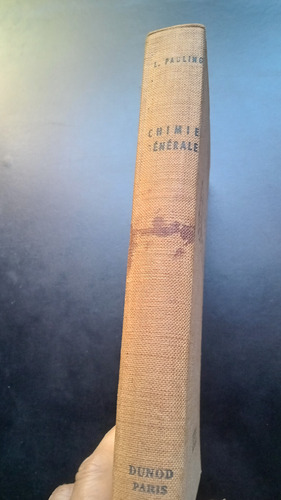 L. PAULING
CHIMIE
GÉNÉRALE
DUNOD
PARIS